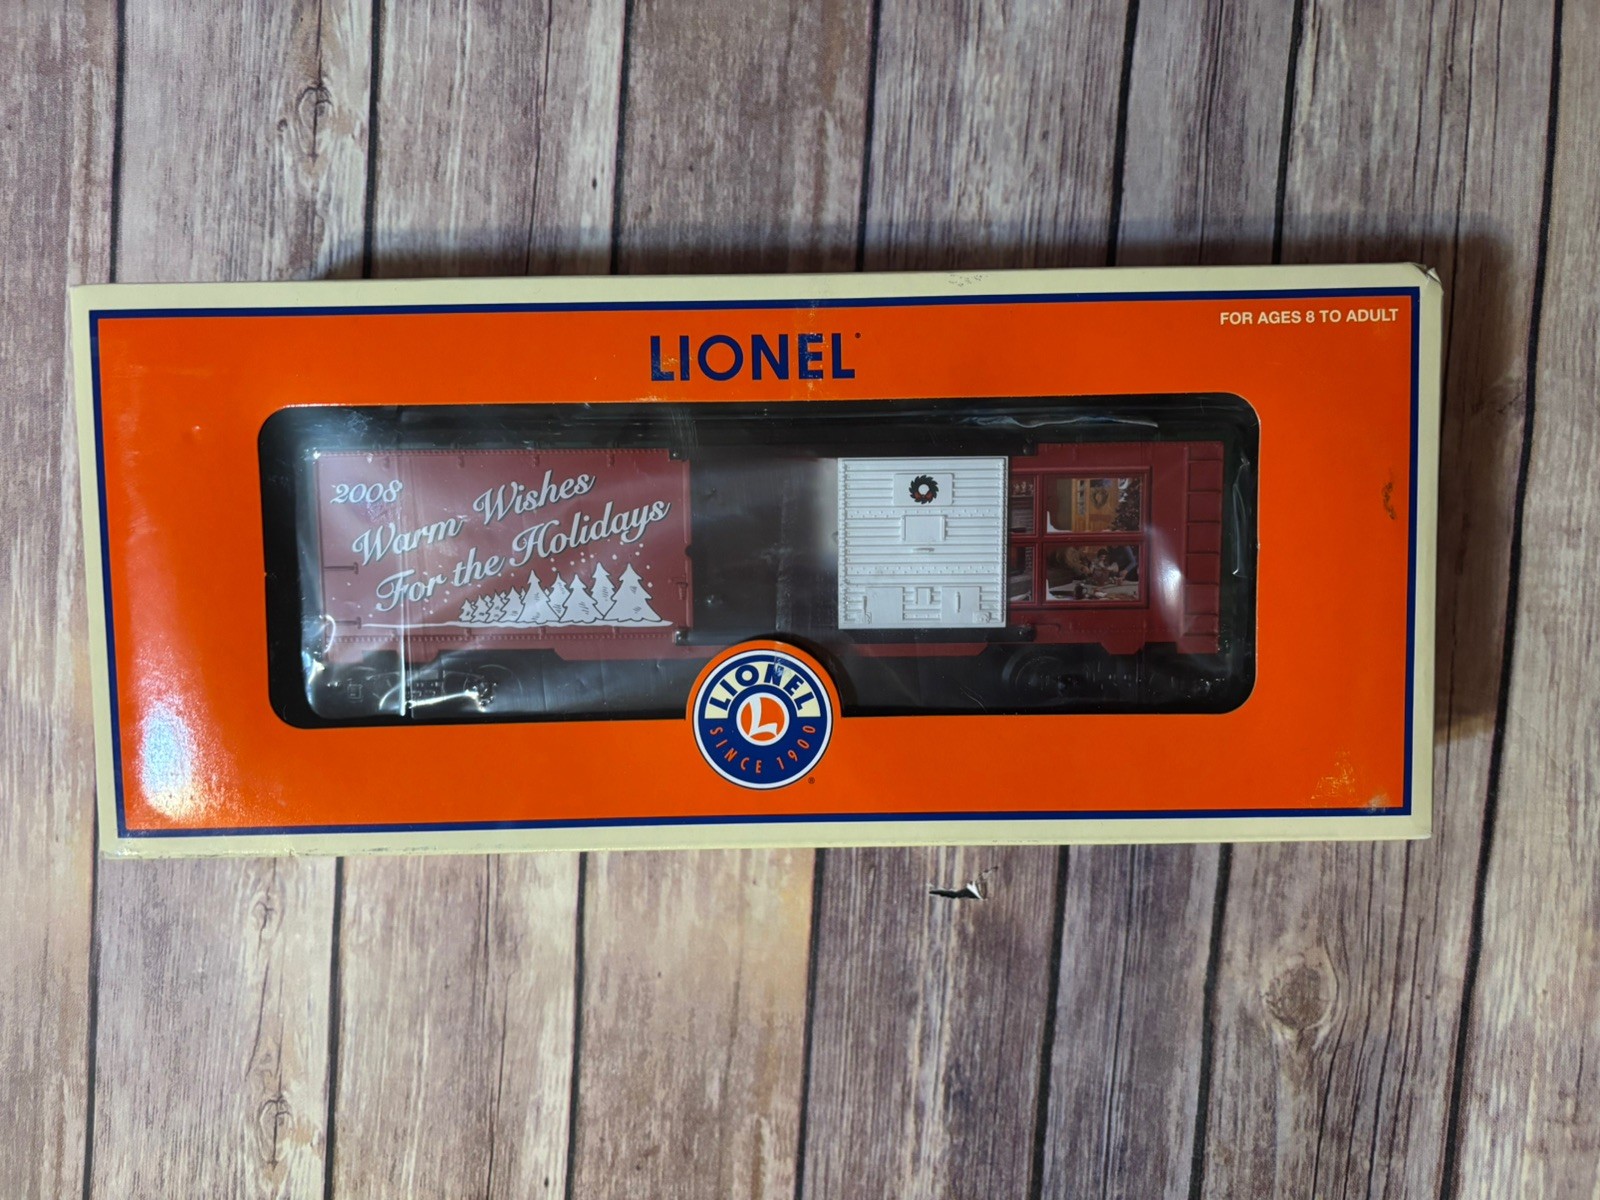 FOR AGES 8 TO ADULT
LIONEL
2008
Warm Wishes
For the Holidays
LIONEL
L
SINCE 1900